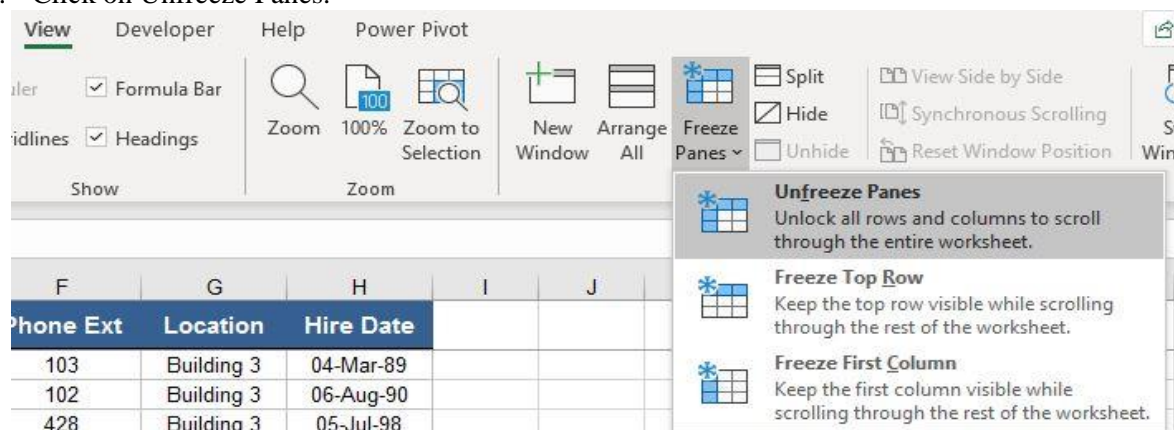 Click on Unfreeze Panes.
View Developer Help Power Pivot
Formula Bar
Headings
Show
Zoom
100
100%
Zoom to
Selection
Zoom
New
Window
Arrange
All
Freeze
Panes
Split
Hide
Unhide
View Side by Side
Synchronous Scrolling
Reset Window Position
Unfreeze Panes
Unlock all rows and columns to scroll
through the entire worksheet.
Freeze Top Row
Keep the top row visible while scrolling
through the rest of the worksheet.
Freeze First Column
Keep the first column visible while
scrolling through the rest of the worksheet.
F G H I J
Phone Ext Location Hire Date
103 Building 3 04-Mar-89
102 Building 3 06-Aug-90
428 Building 3 05-Jul-98